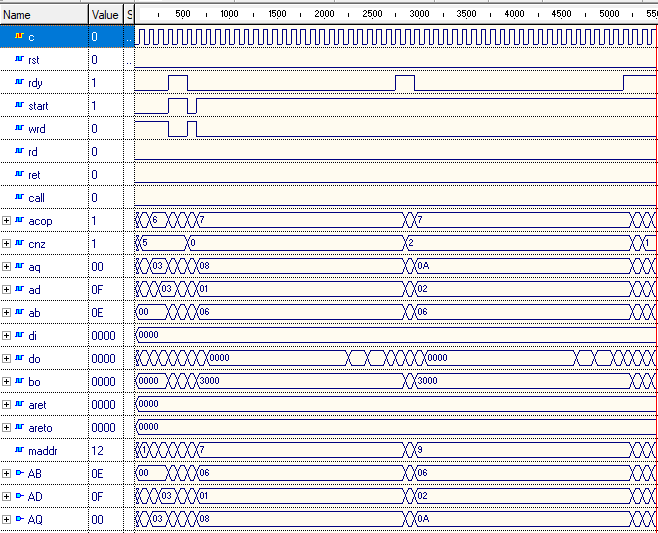 Name Value S 500 1000 1500 2000 2500 3000 3500 4000 4500 5000 55
c 0 ..
rst 0 ..
rdy 1
start 1
wrd 0
rd 0
ret 0
call 0
acop 1 6 7 7
cnz 1 5 0 2 1
aq 00 03 08 0A
ad 0F 03 01 02
ab 0E 00 06 06
di 0000 0000
do 0000 0000 0000
bo 0000 0000 3000 3000
aret 0000 0000
areto 0000 0000
maddr 12 1 7 9
AB 0E 00 06 06
AD 0F 03 01 02
AQ 00 03 08 0A